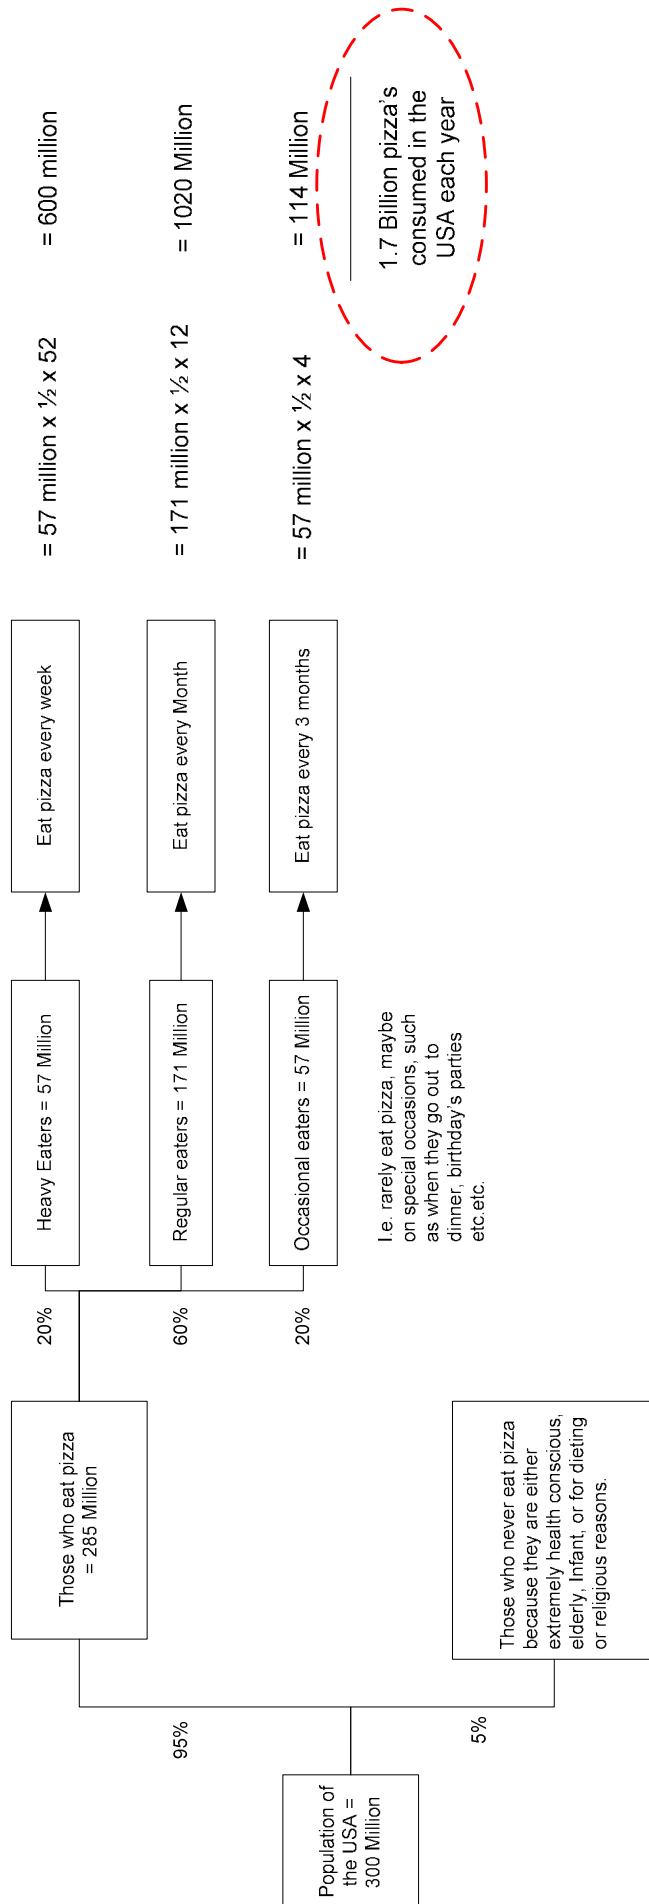 Population of
the USA =
300 Million
95%
5%
Those who eat pizza
= 285 Million
Those who never eat pizza
because they are either
extremely health conscious,
elderly, Infant, or for dieting
or religious reasons.
20%
60%
20%
Heavy Eaters = 57 Million
Regular eaters = 171 Million
Occasional eaters = 57 Million
I.e. rarely eat pizza, maybe
on special occasions, such
as when they go out to
dinner, birthday's parties
etc.etc.
Eat pizza every week
Eat pizza every Month
Eat pizza every 3 months
= 57 million x ½ x 52
= 171 million x ½ x 12
= 57 million x ½ x 4
= 600 million
= 1020 Million
= 114 Million
1.7 Billion pizza's
consumed in the
USA each year